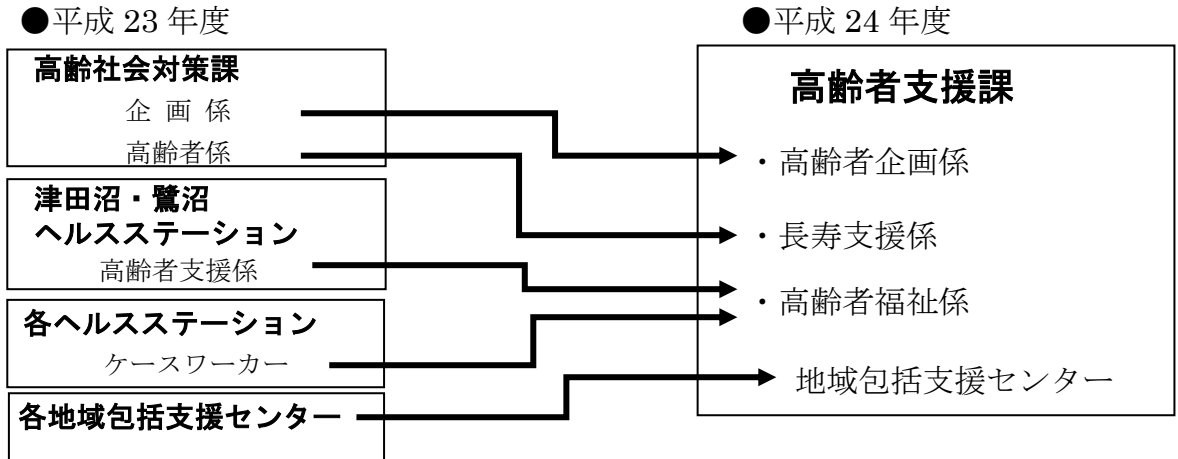 ●平成 23 年度
高齢社会対策課
企 画 係
高齢者係
津田沼・鷺沼
ヘルスステーション
高齢者支援係
各ヘルスステーション
ケースワーカー
各地域包括支援センター
●平成 24 年度
高齢者支援課
・高齢者企画係
・長寿支援係
・高齢者福祉係
地域包括支援センター